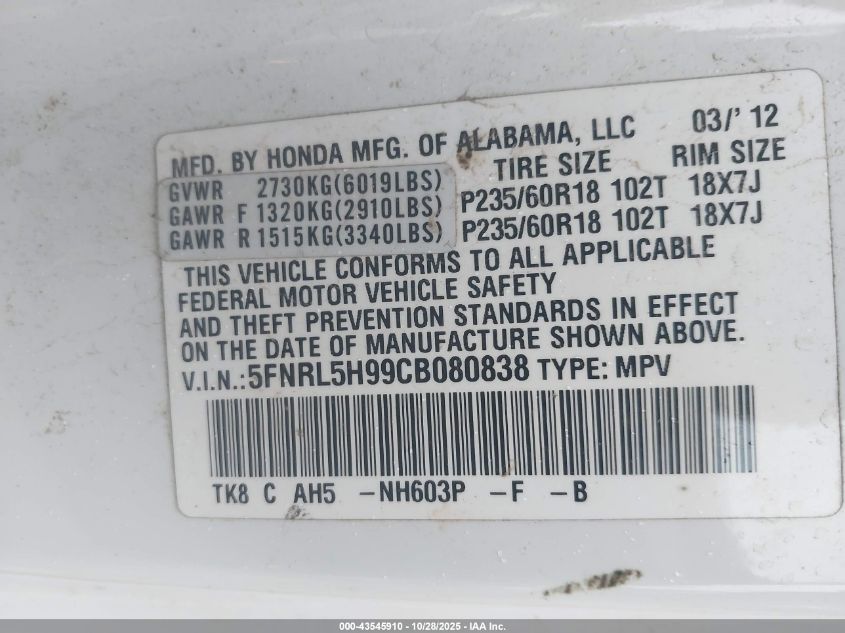 MFD. BY HONDA MFG. OF ALABAMA, LLC 03/' 12
TIRE SIZE RIM SIZE
GVWR 2730KG(6019LBS)
GAWR F 1320KG(2910LBS) P235/60R18 102T 18X7J
GAWR R 1515KG(3340LBS) P235/60R18 102T 18X7J
THIS VEHICLE CONFORMS TO ALL APPLICABLE
FEDERAL MOTOR VEHICLE SAFETY
AND THEFT PREVENTION STANDARDS IN EFFECT
ON THE DATE OF MANUFACTURE SHOWN ABOVE.
V.I.N.:5FNRL5H99CB080838 TYPE: MPV
TK8 C AH5 -NH603P -F -B
000-43545910 - 10/28/2025 - IAA Inc.